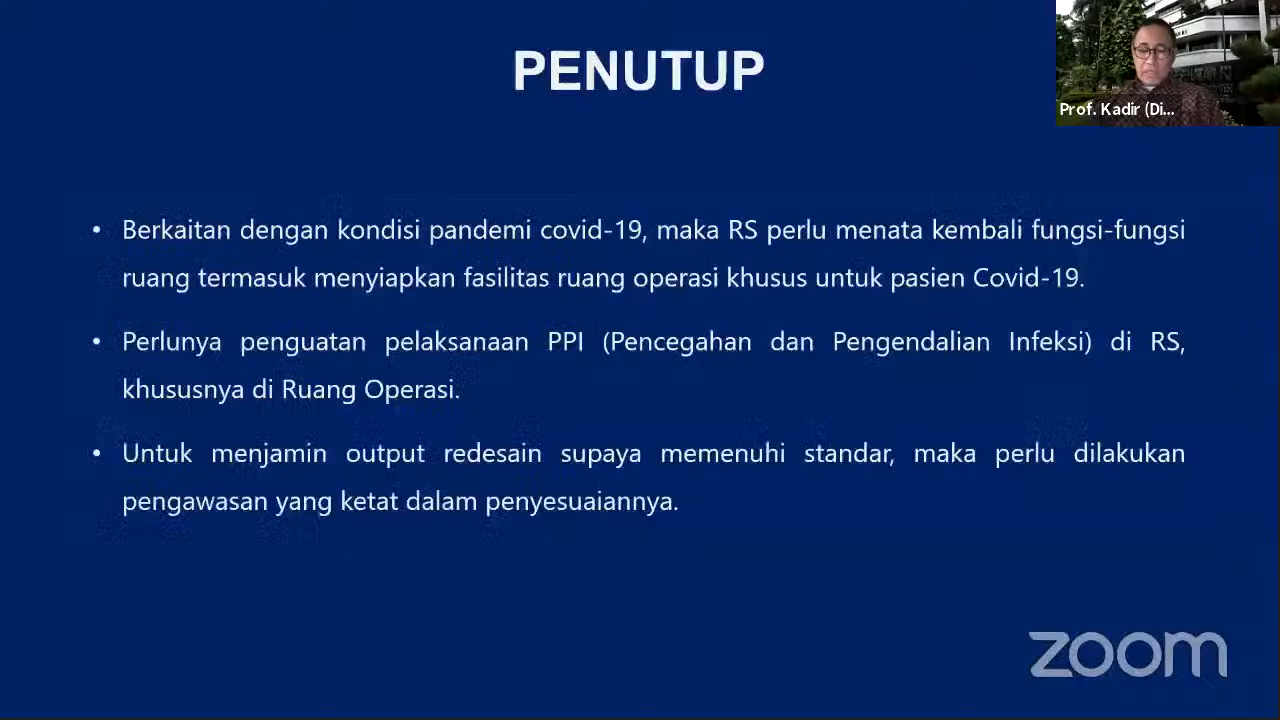 PENUTUP
Prof. Kadir (Di...
• Berkaitan dengan kondisi pandemi covid-19, maka RS perlu menata kembali fungsi-fungsi
ruang termasuk menyiapkan fasilitas ruang operasi khusus untuk pasien Covid-19.
• Perlunya penguatan pelaksanaan PPI (Pencegahan dan Pengendalian Infeksi) di RS,
khususnya di Ruang Operasi.
• Untuk menjamin output redesain supaya memenuhi standar, maka perlu dilakukan
pengawasan yang ketat dalam penyesuaiannya.
zoom